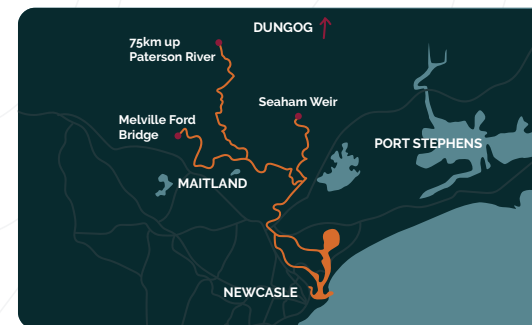 DUNGOG
75km up
Paterson River
Seaham Weir
Melville Ford
Bridge
PORT STEPHENS
MAITLAND
NEWCASLE